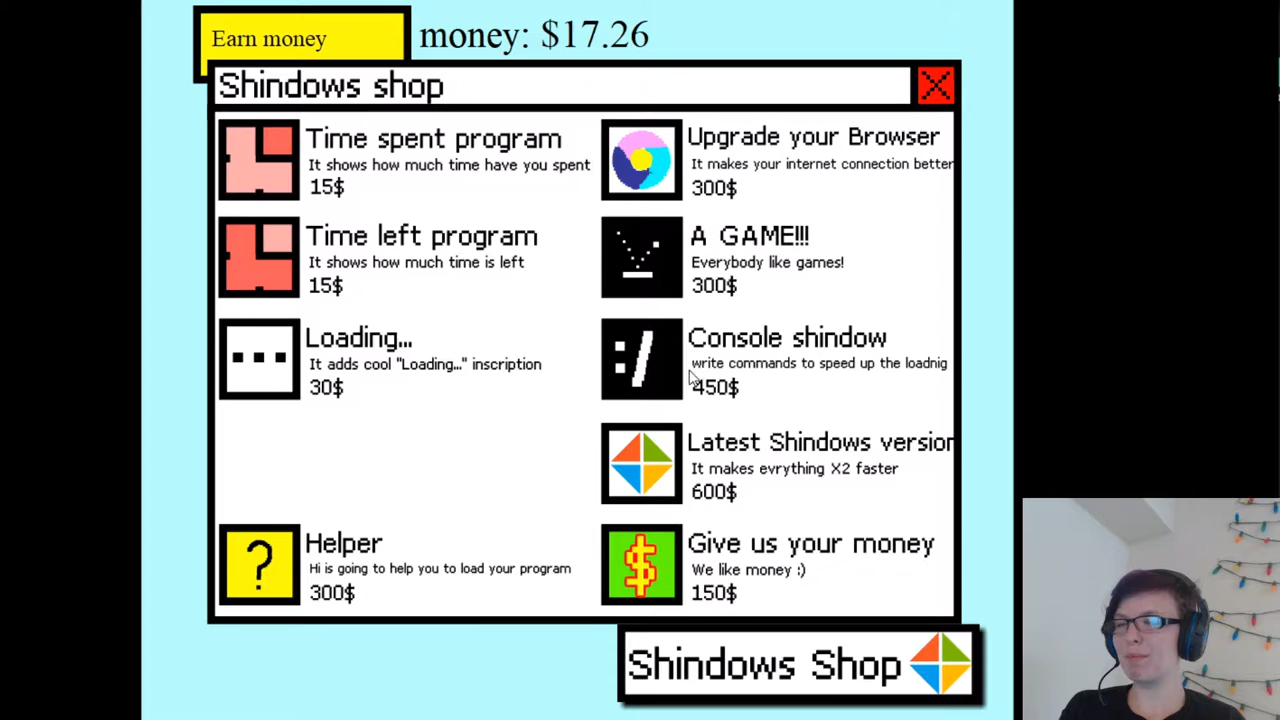 Earn money
money: $17.26
Shindows shop
Time spent program
It shows how much time have you spent
15$
Time left program
It shows how much time is left
15$
Loading...
It adds cool "Loading..." inscription
30$
Helper
Hi is going to help you to load your program
300$
Upgrade your Browser
It makes your internet connection better
300$
A GAME!!!
Everybody like games!
300$
:/
Console shindow
write commands to speed up the loadnig
450$
Latest Shindows version
It makes evrything X2 faster
600$
Give us your money
We like money :)
150$
Shindows Shop